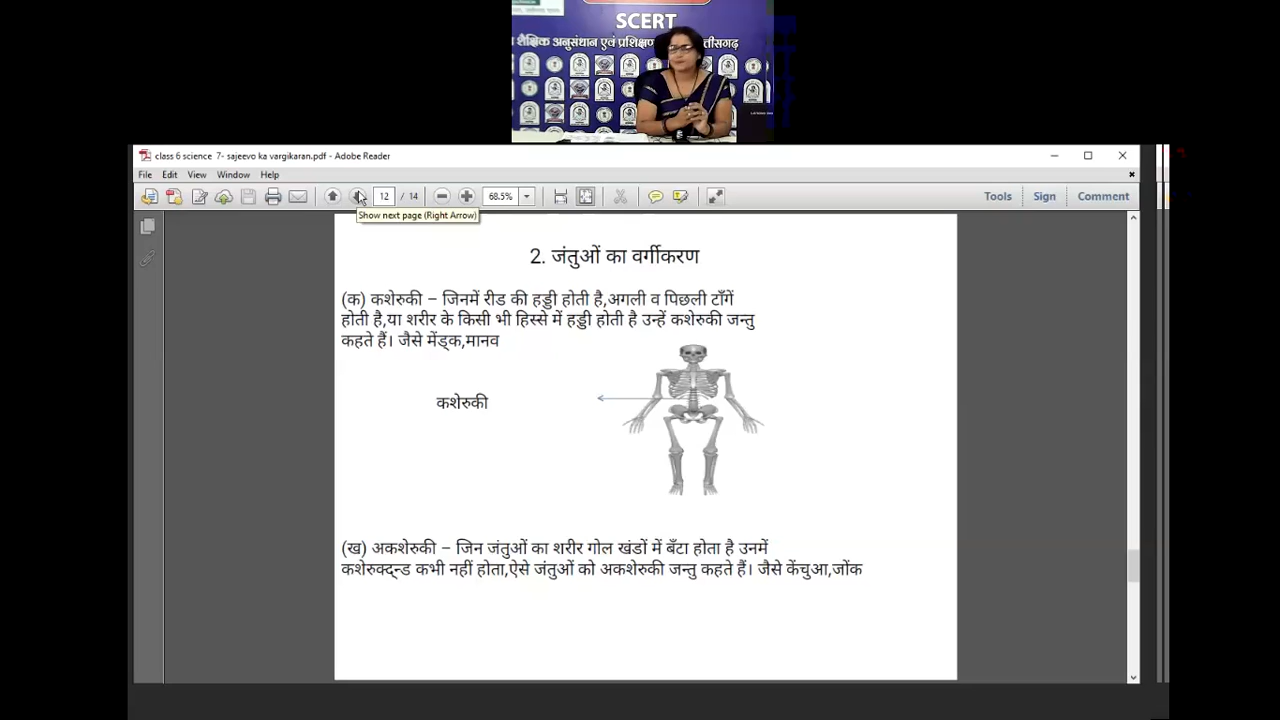 SCERT
शैक्षिक अनुसंधान एवं प्रशिक्षण
class 6 science 7- sajeevo ka vargikaran.pdf - Adobe Reader
File Edit View Window Help
12 / 14 68.5% Tools Sign Comment
Show next page (Right Arrow)
2. जंतुओं का वर्गीकरण
(क) कशेरुकी – जिनमें रीड की हड्डी होती है,अगली व पिछली टाँगें
होती है,या शरीर के किसी भी हिस्से में हड्डी होती है उन्हें कशेरुकी जन्तु
कहते हैं। जैसे मेंड्क,मानव
कशेरुकी
(ख) अकशेरुकी – जिन जंतुओं का शरीर गोल खंडों में बँटा होता है उनमें
कशेरुक्दन्ड कभी नहीं होता,ऐसे जंतुओं को अकशेरुकी जन्तु कहते हैं। जैसे केंचुआ,जोंक